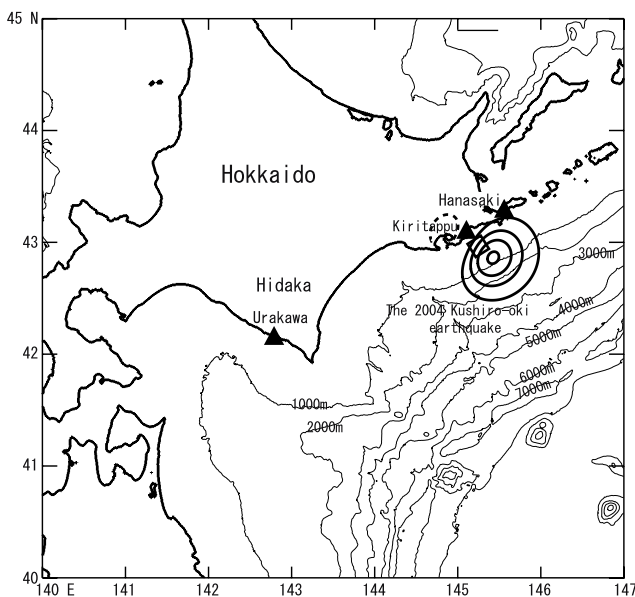 45 N
44
Hokkaido
Hanasaki
Kiritappu
43
3000m
Hidaka
The 2004 Kushiro-oki
earthquake
Urakawa
4000m
5000m
42
6000m
7000m
1000m
2000m
41
40
140 E 141 142 143 144 145 146 147